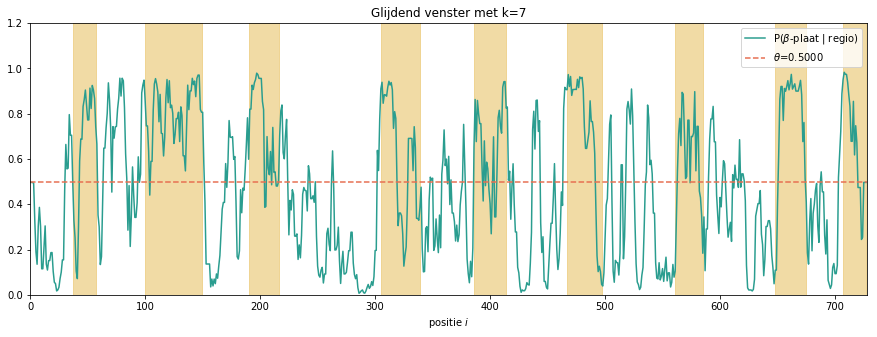 Glijdend venster met k=7
1.2
1.0
0.8
0.6
0.4
0.2
0.0
P(β-plaat | regio)
θ=0.5000
0 100 200 300 400 500 600 700
positie i